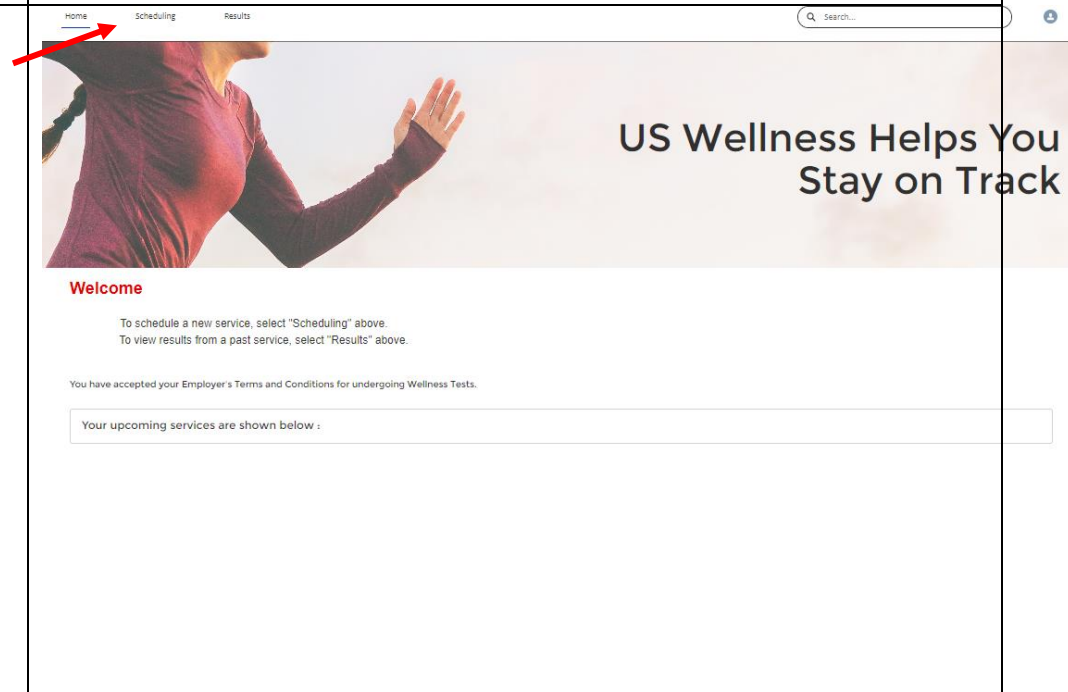 Home Scheduling Results Search...
US Wellness Helps You
Stay on Track
Welcome
To schedule a new service, select "Scheduling" above.
To view results from a past service, select "Results" above.
You have accepted your Employer's Terms and Conditions for undergoing Wellness Tests.
Your upcoming services are shown below :